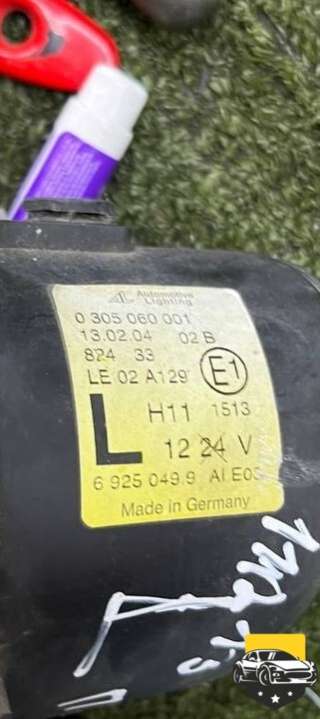 Automotive
Lighting
0 305 060 001
13.02.04 02 B
824 33
LE 02 A129 E1
L H11 1513
12 24 V
6 925 049.9 AI E03
Made in Germany